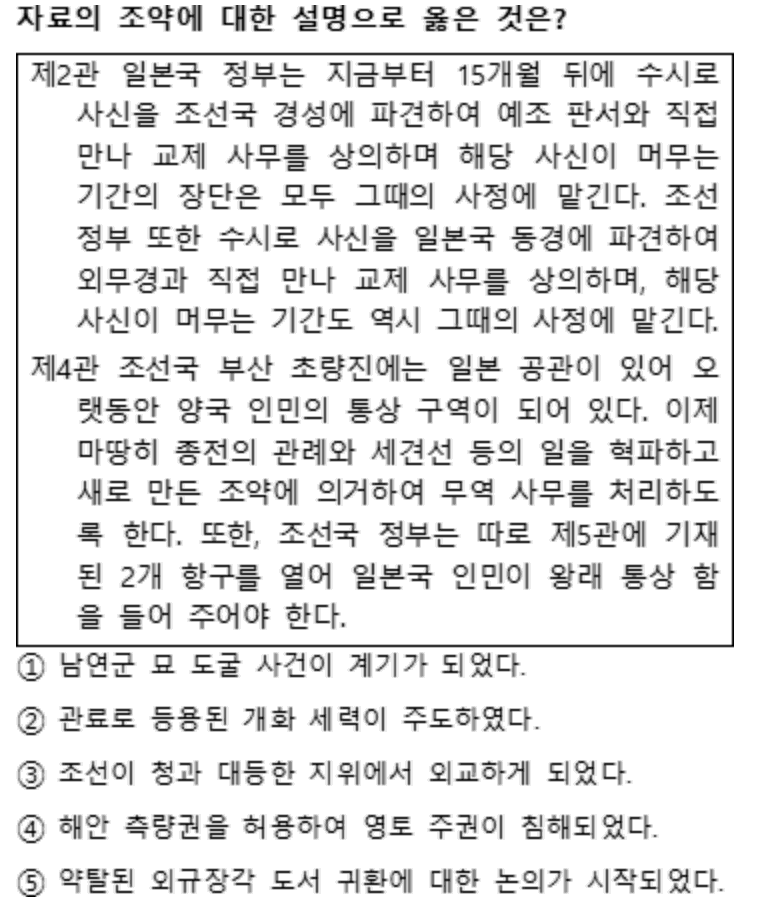 자료의 조약에 대한 설명으로 옳은 것은?
제2관 일본국 정부는 지금부터 15개월 뒤에 수시로
사신을 조선국 경성에 파견하여 예조 판서와 직접
만나 교제 사무를 상의하며 해당 사신이 머무는
기간의 장단은 모두 그때의 사정에 맡긴다. 조선
정부 또한 수시로 사신을 일본국 동경에 파견하여
외무경과 직접 만나 교제 사무를 상의하며, 해당
사신이 머무는 기간도 역시 그때의 사정에 맡긴다.
제4관 조선국 부산 초량진에는 일본 공관이 있어 오
랫동안 양국 인민의 통상 구역이 되어 있다. 이제
마땅히 종전의 관례와 세견선 등의 일을 혁파하고
새로 만든 조약에 의거하여 무역 사무를 처리하도
록 한다. 또한, 조선국 정부는 따로 제5관에 기재
된 2개 항구를 열어 일본국 인민이 왕래 통상 함
을 들어 주어야 한다.
① 남연군 묘 도굴 사건이 계기가 되었다.
② 관료로 등용된 개화 세력이 주도하였다.
③ 조선이 청과 대등한 지위에서 외교하게 되었다.
④ 해안 측량권을 허용하여 영토 주권이 침해되었다.
⑤ 약탈된 외규장각 도서 귀환에 대한 논의가 시작되었다.